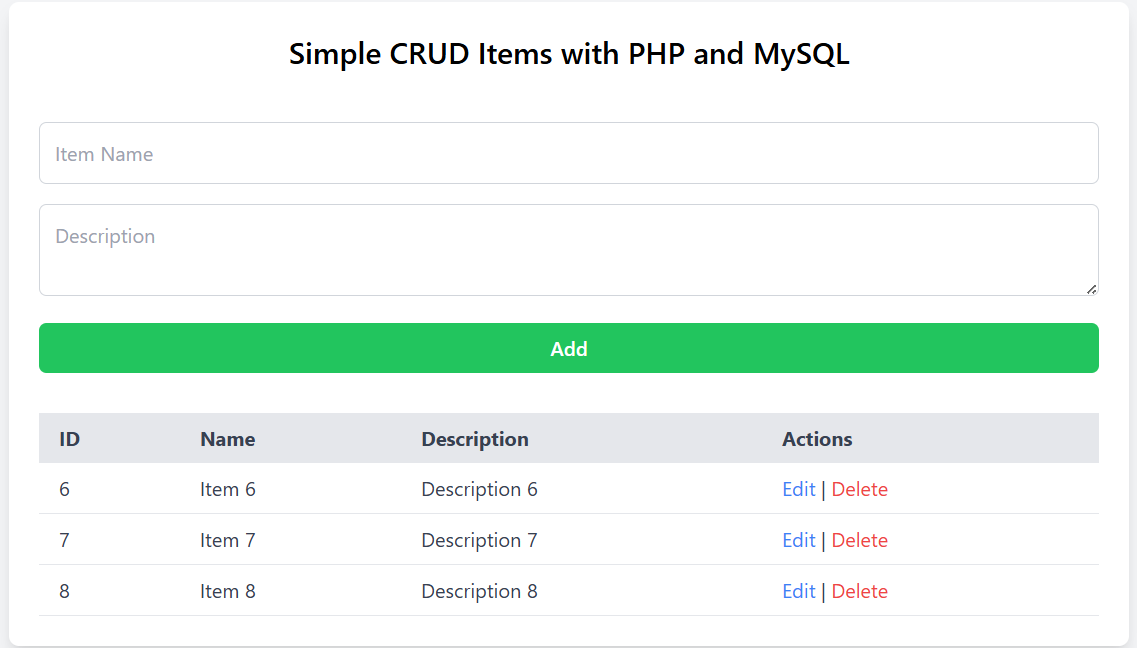 Simple CRUD Items with PHP and MySQL
Item Name
Description
Add
ID Name Description Actions
6 Item 6 Description 6 Edit | Delete
7 Item 7 Description 7 Edit | Delete
8 Item 8 Description 8 Edit | Delete